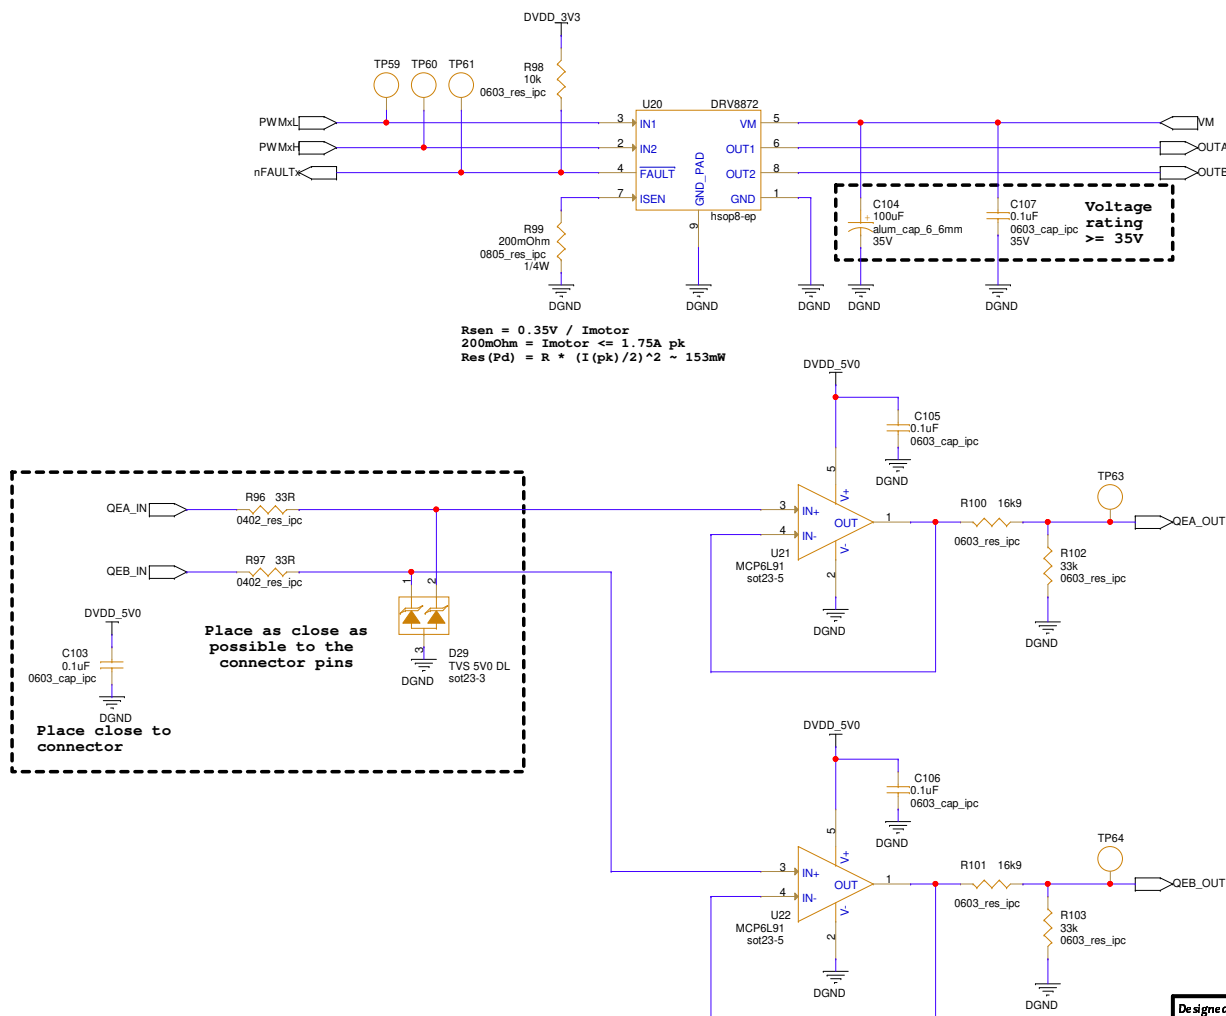 DVDD_3V3
TP59 TP60 TP61
R98
10k
0603_res_ipc
U20 DRV8872
PWMxL 3 IN1 VM 5 VM
PWMxH 2 IN2 OUT1 6 OUTA
nFAULTx 4 FAULT OUT2 8 OUTB
7 ISEN GND 1
GND_PAD
9
hsop8-ep
R99
200mOhm
0805_res_ipc
1/4W
C104
100uF
alum_cap_6_6mm
35V
C107
0.1uF
0603_cap_ipc
35V
Voltage
rating
>= 35V
DGND DGND DGND DGND DGND
Rsen = 0.35V / Imotor
200mOhm = Imotor <= 1.75A pk
Res(Pd) = R * (I(pk)/2)^2 ~ 153mW
DVDD_5V0
C105
0.1uF
0603_cap_ipc
DGND
QEA_IN R96 33R
0402_res_ipc
QEB_IN R97 33R
0402_res_ipc
1 2
3
D29
TVS 5V0 DL
sot23-3
DGND
DVDD_5V0
C103
0.1uF
0603_cap_ipc
DGND
Place as close as
possible to the
connector pins
Place close to
connector
5
V+
3 IN+
4 IN-
OUT 1
V-
2
U21
MCP6L91
sot23-5
DGND
R100 16k9
0603_res_ipc
TP63
QEA_OUT
R102
33k
0603_res_ipc
DGND
DVDD_5V0
C106
0.1uF
0603_cap_ipc
DGND
5
V+
3 IN+
4 IN-
OUT 1
V-
2
U22
MCP6L91
sot23-5
DGND
R101 16k9
0603_res_ipc
TP64
QEB_OUT
R103
33k
0603_res_ipc
DGND
Designed